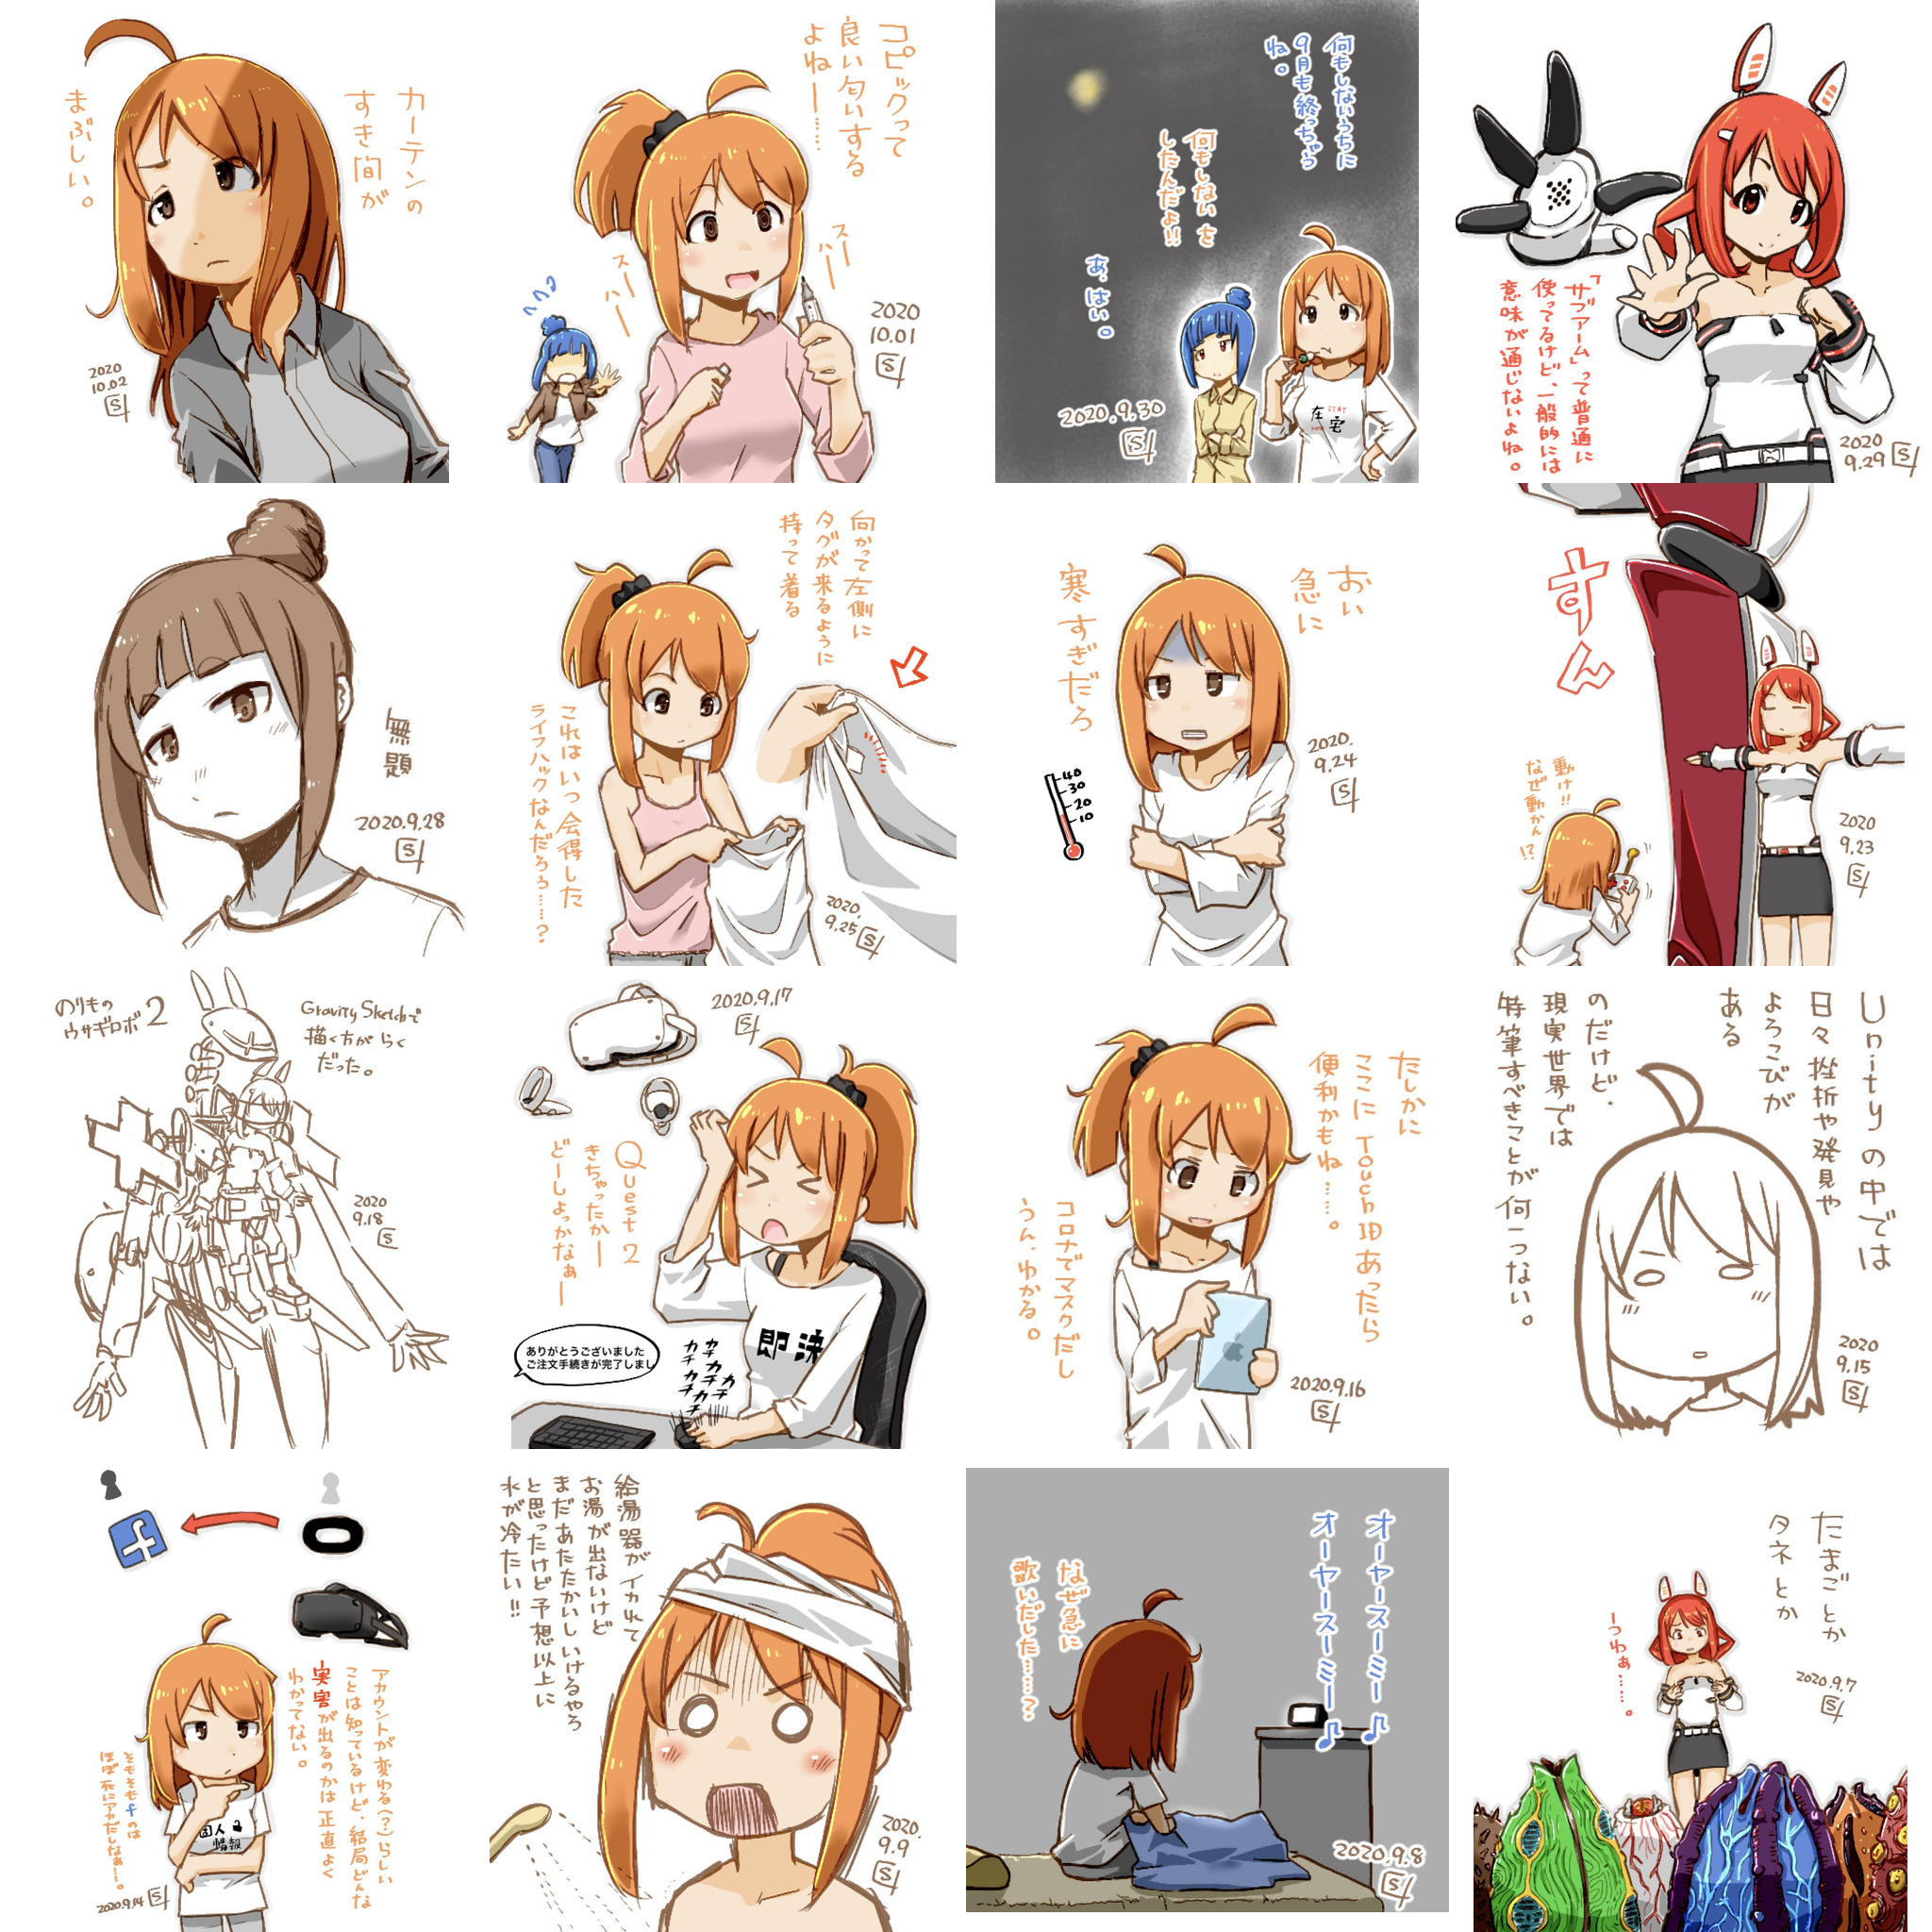 カーテンの
すき間が
まぶしい。
2020
10.02
コピックって
良い匂いする
よねー……
スー
ハー
スー
ハー
2020
10.01
何もしないうちに
9月も終っちゃう
ね。
何もしないを
したんだよ!!
あ、はい。
STAY
在宅
2020.9.30
「サブアーム」って普通に
使ってるけど、一般的には
意味が通じないよね。
2020
9.29
無題
2020.9.28
向かって左側に
タグが来るように
持って着る
これはいつ会得した
ライフハックなんだろう……?
2020.
9.25
おい
急に
寒すぎだろ
40
30
20
10
2020.
9.24
すん
動け!!
なぜ動かん!?
2020
9.23
のりもの
ウサギロボ2
Gravity Sketchで
描く方がらく
だった。
2020
9.18
2020.9.17
Quest 2
きちゃったかー
どーしよっかなぁー
即決
ありがとうございました
ご注文手続きが完了しまし
カチカチカチ
カチカチカチ
2020.9.16
たしかに
ここにTouch IDあったら
便利かもね……。
コロナでマスクだし
うん、わかる。
Unityの中では
日々挫折や発見や
よろこびが
ある
のだけど、
現実世界では
特筆すべきことが何一つない。
2020
9.15
f
アカウントが変わる(?)らしい
ことは知っているけど、結局どんな
実害が出るのかは正直よく
わかってない。
そもそもfのは
ほぼ死にアカだしなぁ…。
個人
情報
2020.9.14
給湯器がイカれて
お湯が出ないけど
まだあたたかいしいけるやろ
と思ったけど予想以上に
水が冷たい!!
2020.
9.9
オーヤースーミー♪
オーヤースーミー♪
なぜ急に
歌いだした……?
2020.9.8
たまごとか
タネとか
うわぁ……。
2020.9.7